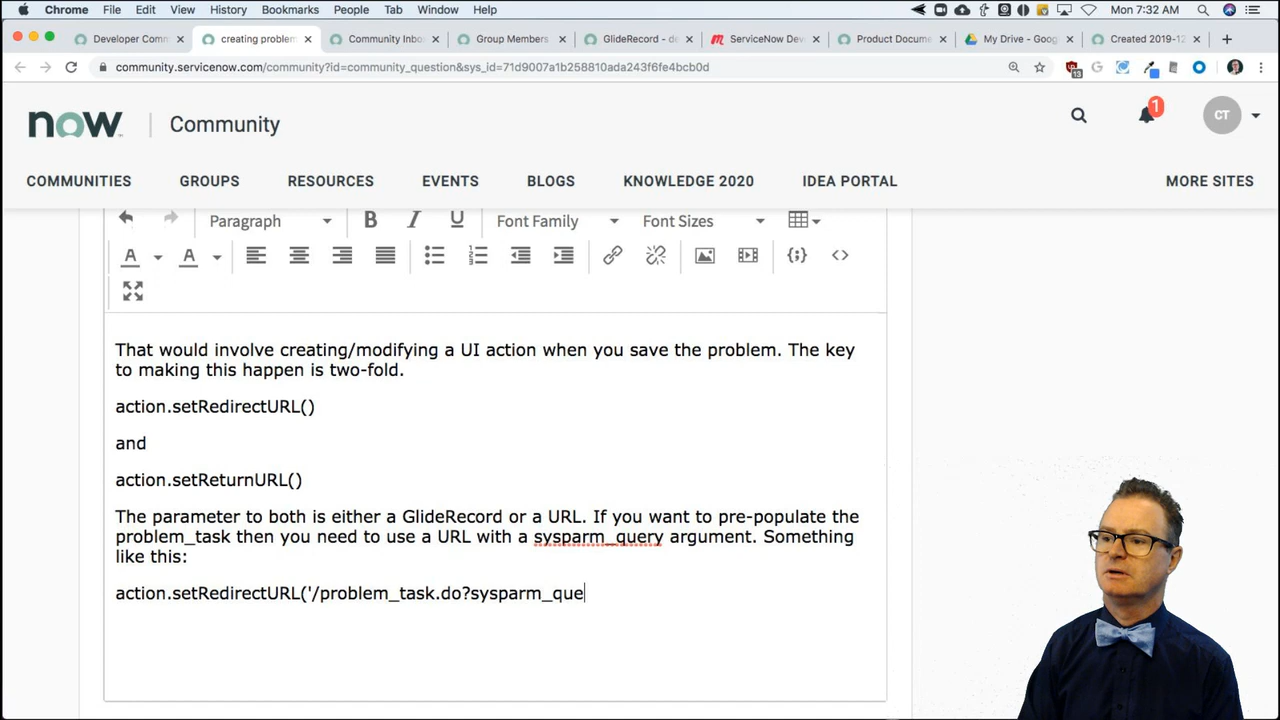 Chrome File Edit View History Bookmarks People Tab Window Help Mon 7:32 AM
Developer Com creating problem Community Inbo Group Members GlideRecord - de ServiceNow Dev Product Docume My Drive - Goog Created 2019-12
community.servicenow.com/community?id=community_question&sys_id=71d9007a1b258810ada243f6fe4bcb0d
13
now Community 1 CT
COMMUNITIES GROUPS RESOURCES EVENTS BLOGS KNOWLEDGE 2020 IDEA PORTAL MORE SITES
Paragraph B I U Font Family Font Sizes
A A
That would involve creating/modifying a UI action when you save the problem. The key
to making this happen is two-fold.
action.setRedirectURL()
and
action.setReturnURL()
The parameter to both is either a GlideRecord or a URL. If you want to pre-populate the
problem_task then you need to use a URL with a sysparm_query argument. Something
like this:
action.setRedirectURL('/problem_task.do?sysparm_que